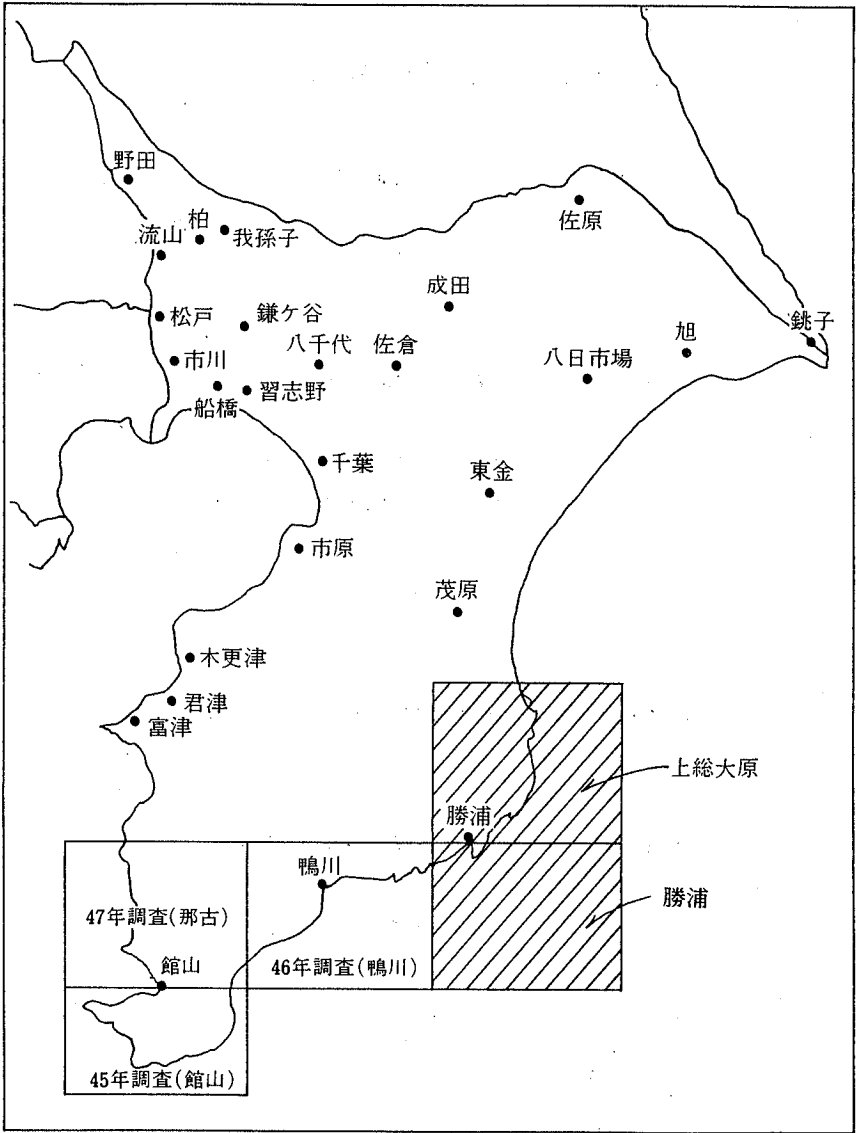 野田
柏
我孫子
流山
佐原
成田
松戸
鎌ケ谷
銚子
旭
八千代
佐倉
市川
八日市場
船橋
習志野
千葉
東金
市原
茂原
木更津
君津
富津
上総大原
勝浦
鴨川
勝浦
47年調査(那古)
館山
46年調査(鴨川)
45年調査(館山)